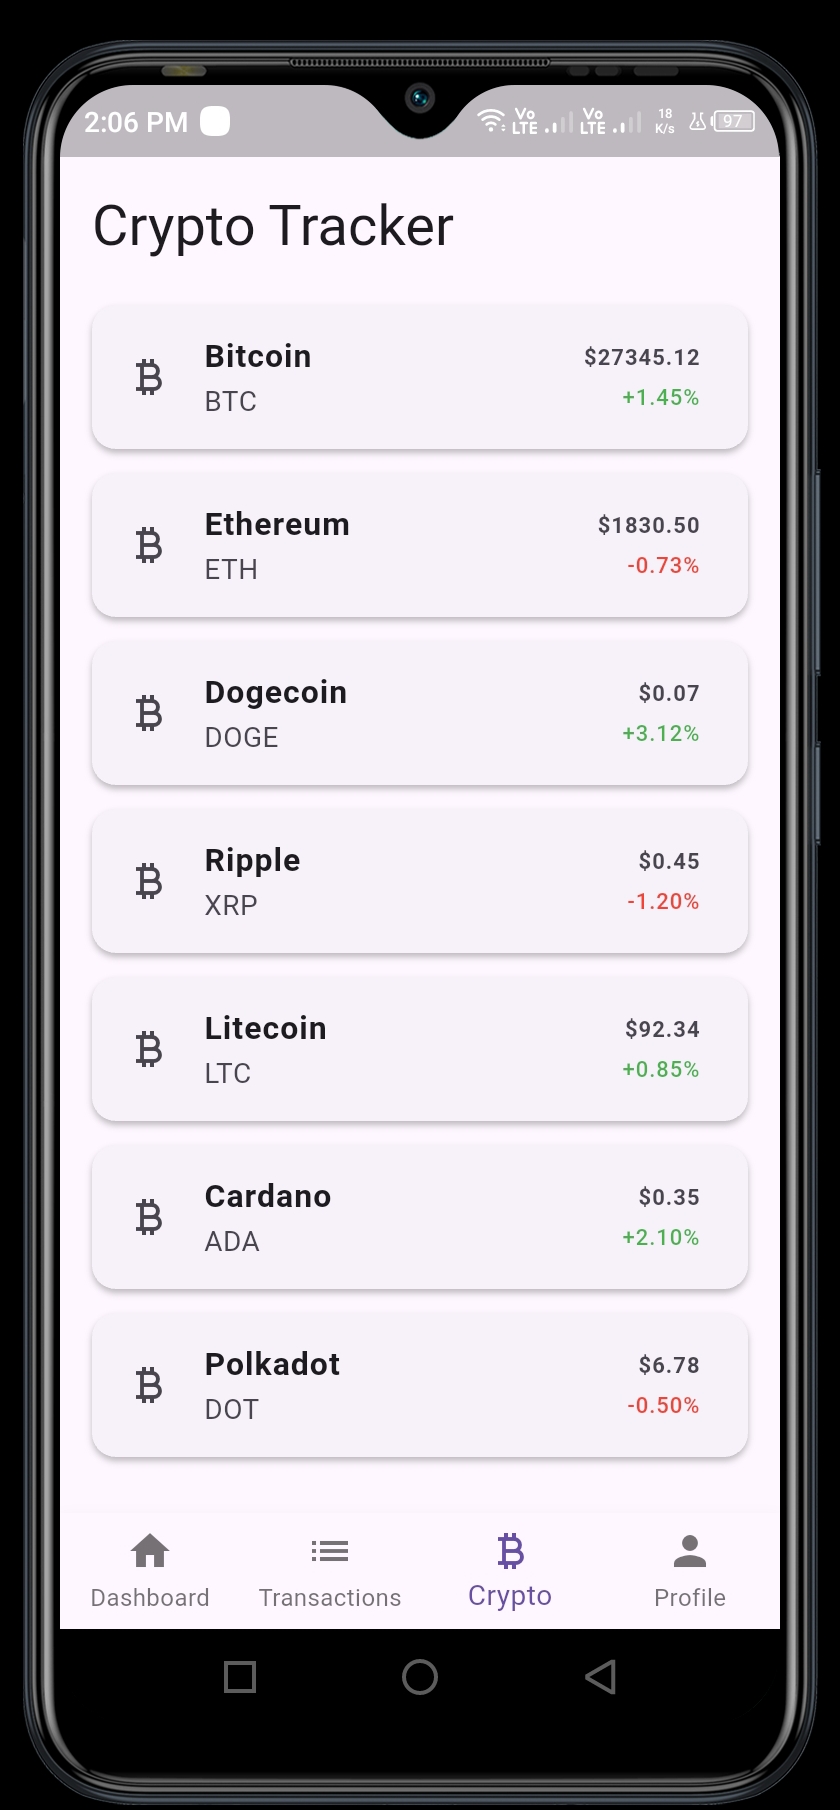 2:06 PM
Vo LTE Vo LTE 18 K/s 97
Crypto Tracker
Bitcoin $27345.12
BTC +1.45%
Ethereum $1830.50
ETH -0.73%
Dogecoin $0.07
DOGE +3.12%
Ripple $0.45
XRP -1.20%
Litecoin $92.34
LTC +0.85%
Cardano $0.35
ADA +2.10%
Polkadot $6.78
DOT -0.50%
Dashboard Transactions Crypto Profile